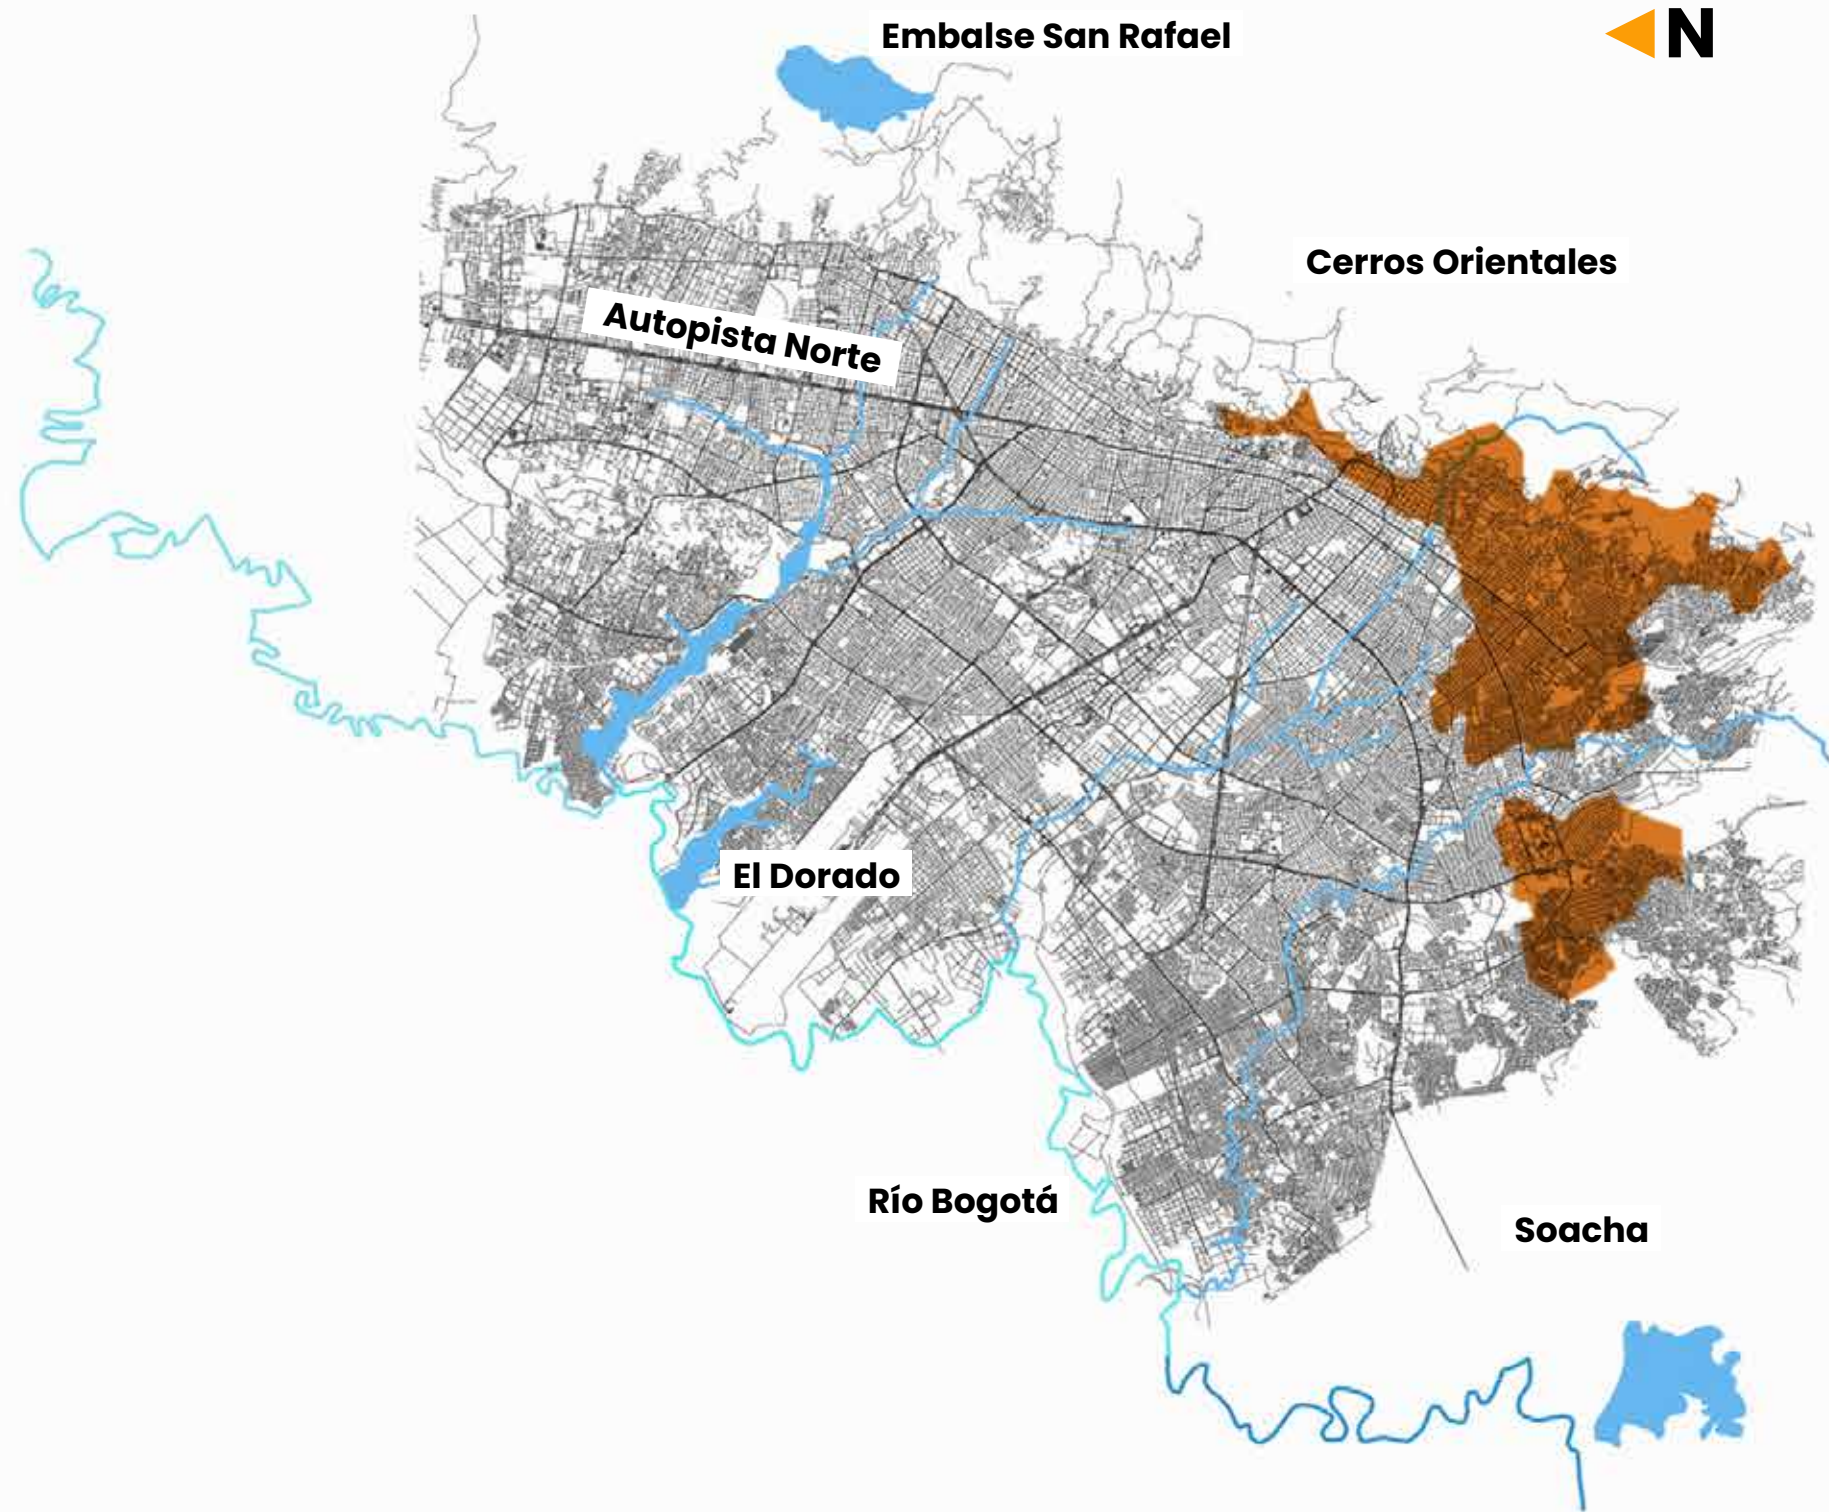 Embalse San Rafael
N
Cerros Orientales
Autopista Norte
El Dorado
Río Bogotá
Soacha